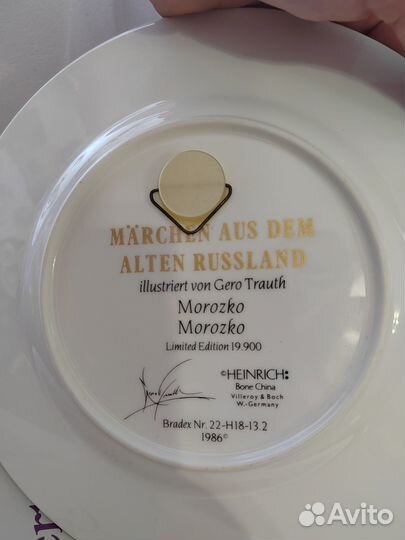 MÄRCHEN AUS DEM
ALTEN RUSSLAND
illustriert von Gero Trauth
Morozko
Morozko
Limited Edition 19.900
©HEINRICH:
Bone China
Villeroy & Boch
W.-Germany
Bradex Nr. 22-H18-13.2
1986©
Avito